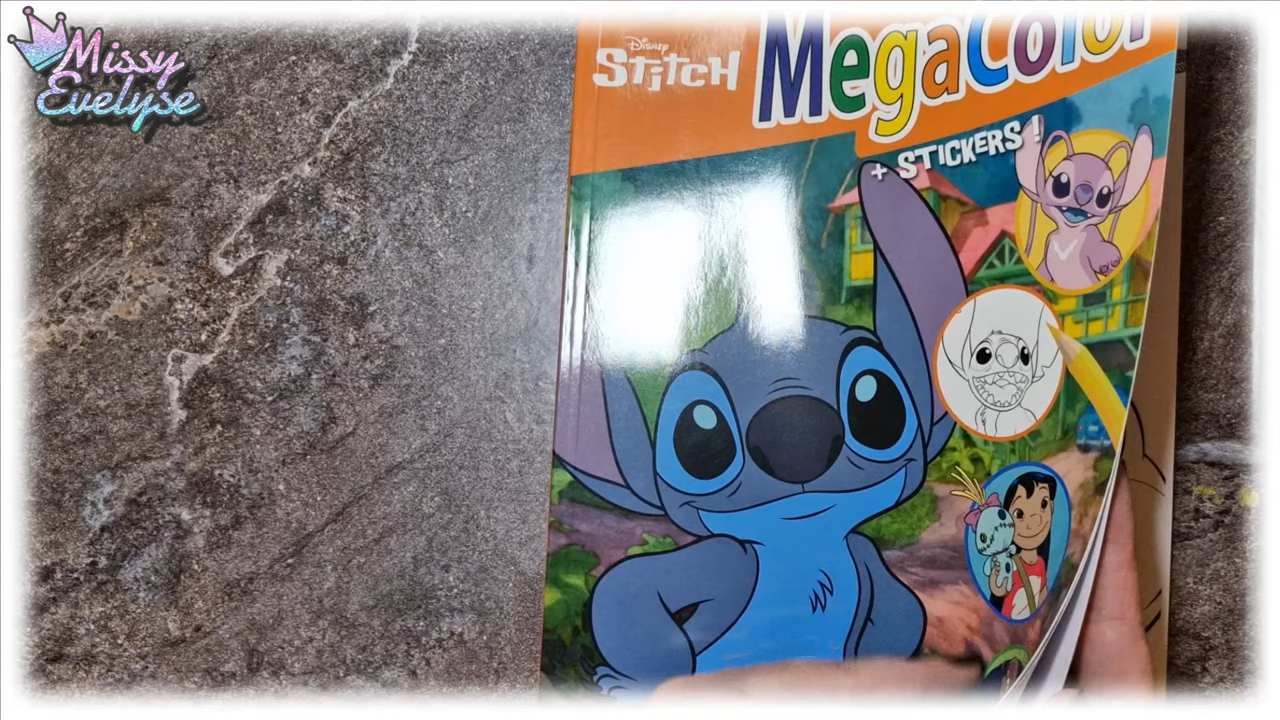 Missy
Evelyse
Disney
Stitch
MegaColor
+ STICKERS !